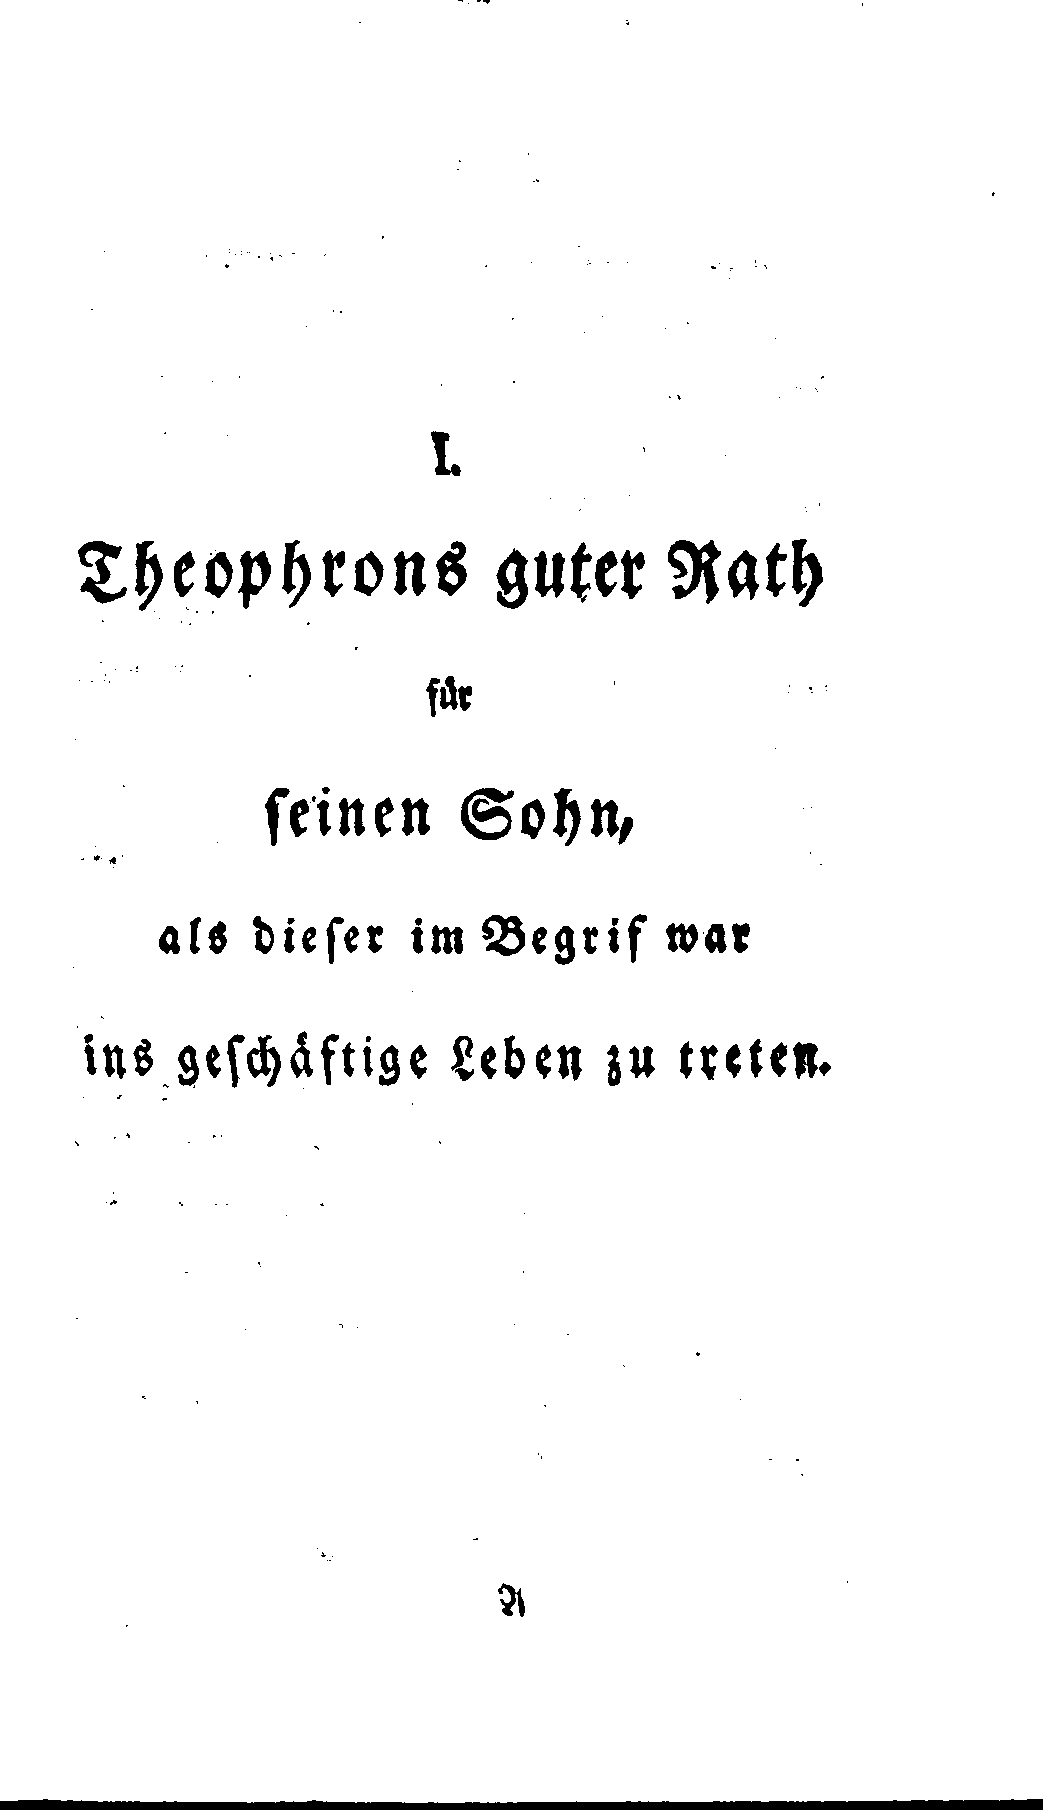 I.
Theophrons guter Rath
für
ſeinen Sohn,
als dieſer im Begrif war
ins geſchäftige Leben zu treten.
A